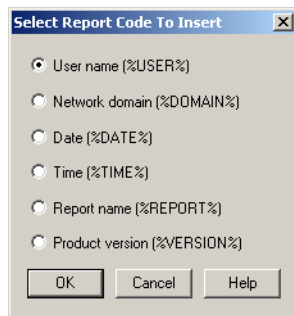 Select Report Code To Insert
User name (%USER%)
Network domain (%DOMAIN%)
Date (%DATE%)
Time (%TIME%)
Report name (%REPORT%)
Product version (%VERSION%)
OK Cancel Help